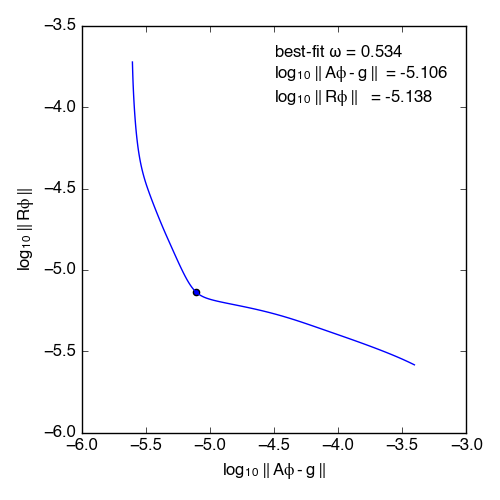 best-fit ω = 0.534
log₁₀ || Aϕ - g || = -5.106
log₁₀ || Rϕ || = -5.138
−3.5
−4.0
−4.5
−5.0
−5.5
−6.0
log₁₀ || Rϕ ||
−6.0 −5.5 −5.0 −4.5 −4.0 −3.5 −3.0
log₁₀ || Aϕ - g ||